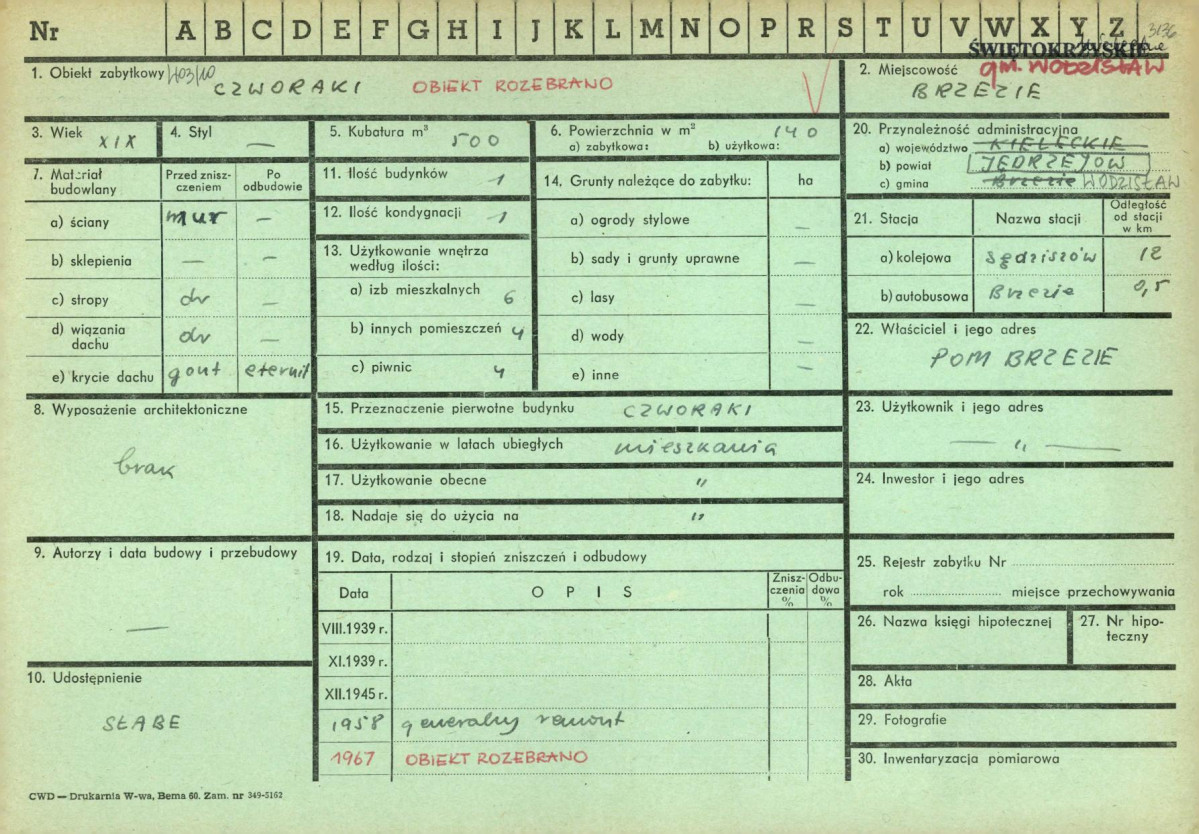 Nr A B C D E F G H I J K L M N O P R S T U V W X Y Z 3136
ŚWIĘTOKRZYSKIE
1. Obiekt zabytkowy 403/10 CZWORAKI OBIEKT ROZEBRANO
2. Miejscowość gm. WODZISŁAW
BRZEZIE
3. Wiek XIX
4. Styl —
5. Kubatura m³ 500
6. Powierzchnia w m² 140
a) zabytkowa: b) użytkowa:
7. Materiał budowlany
Przed zniszczeniem
Po odbudowie
a) ściany mur —
b) sklepienia — —
c) stropy dr —
d) wiązania dachu dr —
e) krycie dachu gont eternit
8. Wyposażenie architektoniczne
brak
9. Autorzy i data budowy i przebudowy
—
10. Udostępnienie
SŁABE
11. Ilość budynków 1
12. Ilość kondygnacji 1
13. Użytkowanie wnętrza
według ilości:
a) izb mieszkalnych 6
b) innych pomieszczeń 4
c) piwnic 4
14. Grunty należące do zabytku: ha
a) ogrody stylowe —
b) sady i grunty uprawne —
c) lasy —
d) wody —
e) inne —
15. Przeznaczenie pierwotne budynku CZWORAKI
16. Użytkowanie w latach ubiegłych mieszkania
17. Użytkowanie obecne "
18. Nadaje się do użycia na "
19. Data, rodzaj i stopień zniszczeń i odbudowy
Data O P I S Zniszczenia % Odbudowa %
VIII.1939 r.
XI.1939 r.
XII.1945 r.
1958 generalny remont
1967 OBIEKT ROZEBRANO
20. Przynależność administracyjna
a) województwo KIELECKIE
b) powiat JĘDRZEJÓW
c) gmina Brzezie WODZISŁAW
21. Stacja Nazwa stacji Odległość od stacji w km
a) kolejowa Sędziszów 12
b) autobusowa Brzezie 0,5
22. Właściciel i jego adres
POM BRZEZIE
23. Użytkownik i jego adres
— " —
24. Inwestor i jego adres
25. Rejestr zabytku Nr
rok miejsce przechowywania
26. Nazwa księgi hipotecznej
27. Nr hipoteczny
28. Akta
29. Fotografie
30. Inwentaryzacja pomiarowa
CWD — Drukarnia W-wa, Bema 60. Zam. nr 349-5162